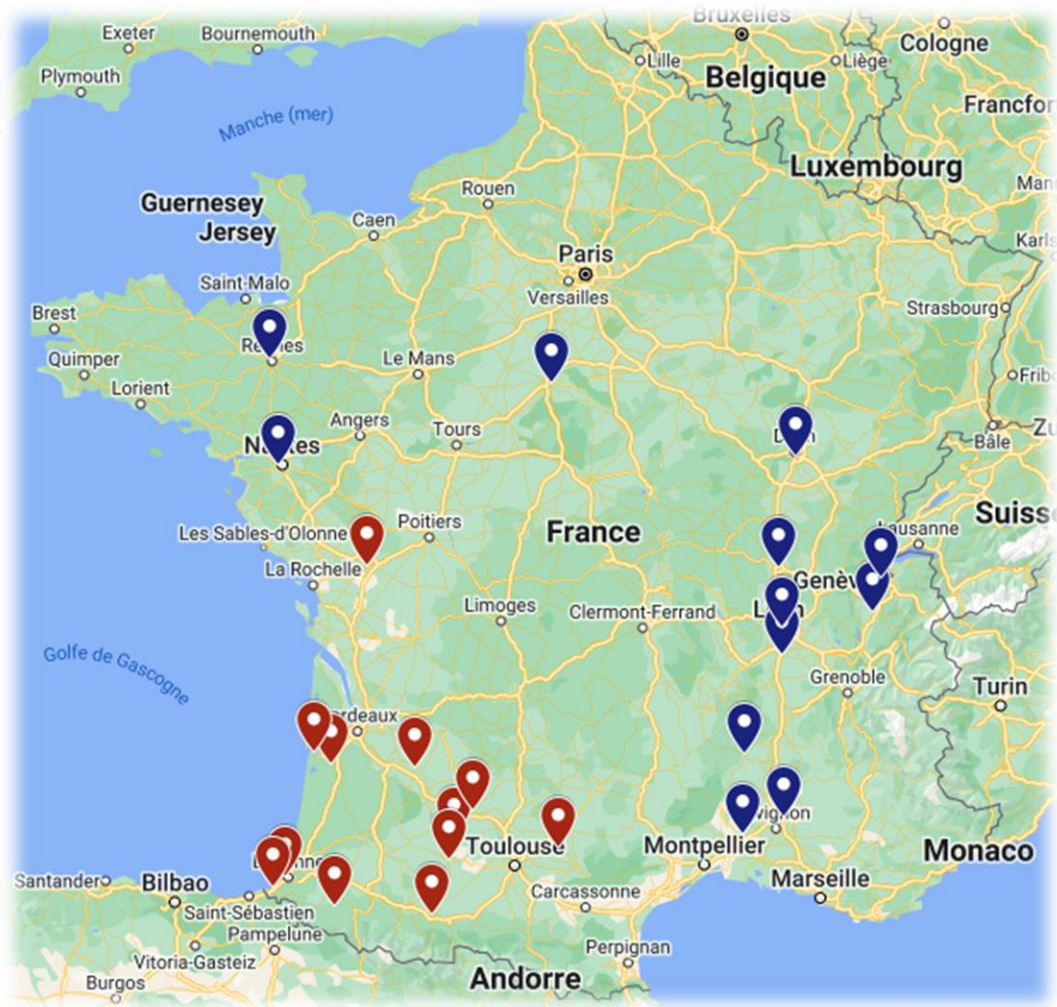 Bruxelles
Exeter
Bournemouth
Cologne
Lille
Liège
Plymouth
Belgique
Manche (mer)
Luxembourg
Rouen
Guernesey
Jersey
Caen
Paris
Versailles
Saint-Malo
Strasbourg
Brest
Quimper
Le Mans
Lorient
Angers
Tours
Bâle
Les Sables-d'Olonne
Poitiers
France
Lausanne
La Rochelle
Limoges
Clermont-Ferrand
Golfe de Gascogne
Grenoble
Turin
Toulouse
Montpellier
Monaco
Santander
Bilbao
Marseille
Carcassonne
Saint-Sébastien
Pampelune
Perpignan
Vitoria-Gasteiz
Andorre
Burgos